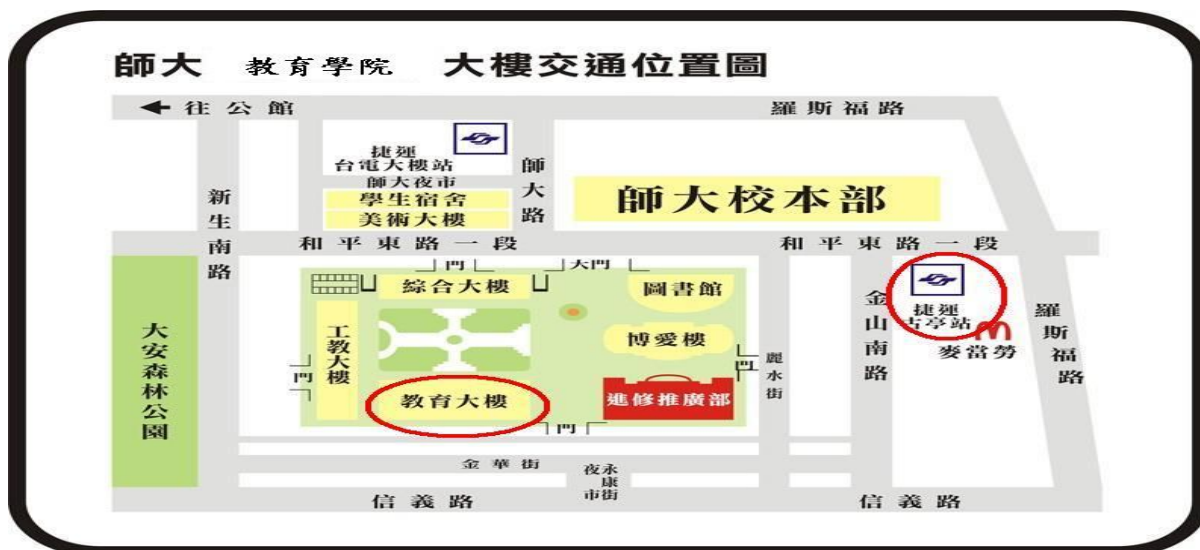 師大 教育學院 大樓交通位置圖
往公館
羅斯福路
捷運
台電大樓站
師大夜市
學生宿舍
美術大樓
師大路
師大校本部
新生南路
和平東路一段
和平東路一段
門
大門
綜合大樓
圖書館
捷運
古亭站
麥當勞
金山南路
羅斯福路
大安森林公園
工教大樓
博愛樓
門
門
麗水街
教育大樓
進修推廣部
門
金華街
永康街
夜市
信義路
信義路